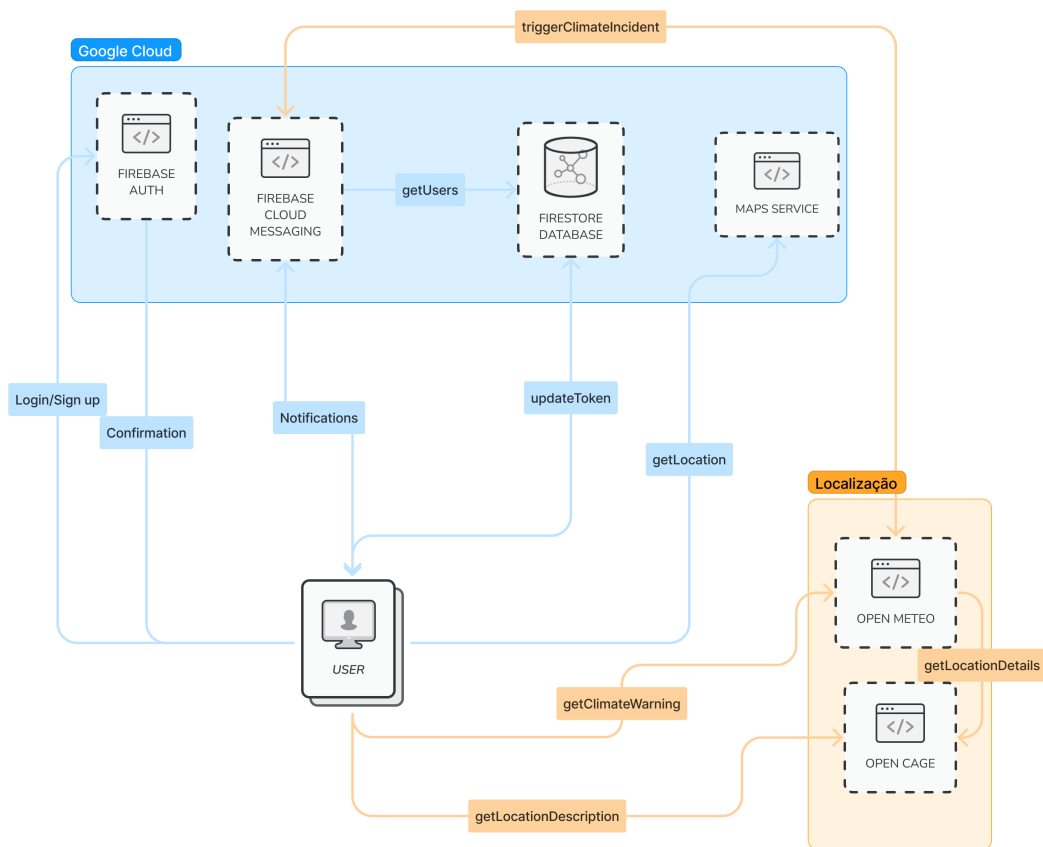 triggerClimateIncident
Google Cloud
FIREBASE
AUTH
FIREBASE
CLOUD
MESSAGING
getUsers
FIRESTORE
DATABASE
MAPS SERVICE
Login/Sign up
Confirmation
Notifications
updateToken
getLocation
Localização
OPEN METEO
getLocationDetails
OPEN CAGE
USER
getClimateWarning
getLocationDescription